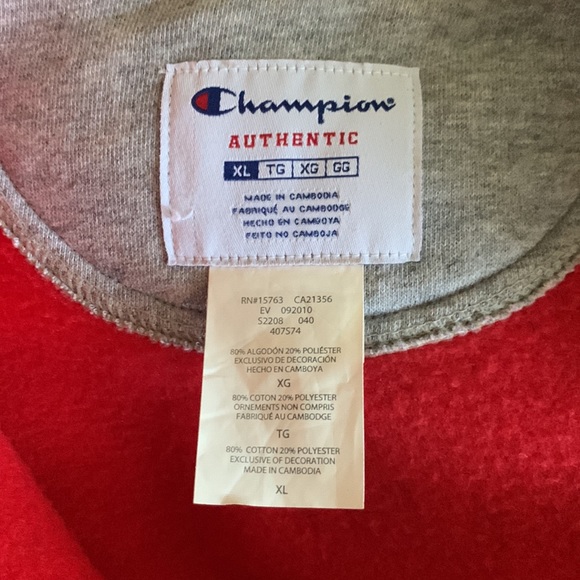 Champion
AUTHENTIC
XL TG XG GG
MADE IN CAMBODIA
FABRIQUÉ AU CAMBODGE
HECHO EN CAMBOYA
FEITO NO CAMBOJA
RN#15763 CA21356
EV 092010
S2208 040
407S74
80% ALGODÓN 20% POLIÉSTER
EXCLUSIVO DE DECORACIÓN
HECHO EN CAMBOYA
XG
80% COTON 20% POLYESTER
ORNEMENTS NON COMPRIS
FABRIQUÉ AU CAMBODGE
TG
80% COTTON 20% POLYESTER
EXCLUSIVE OF DECORATION
MADE IN CAMBODIA
XL